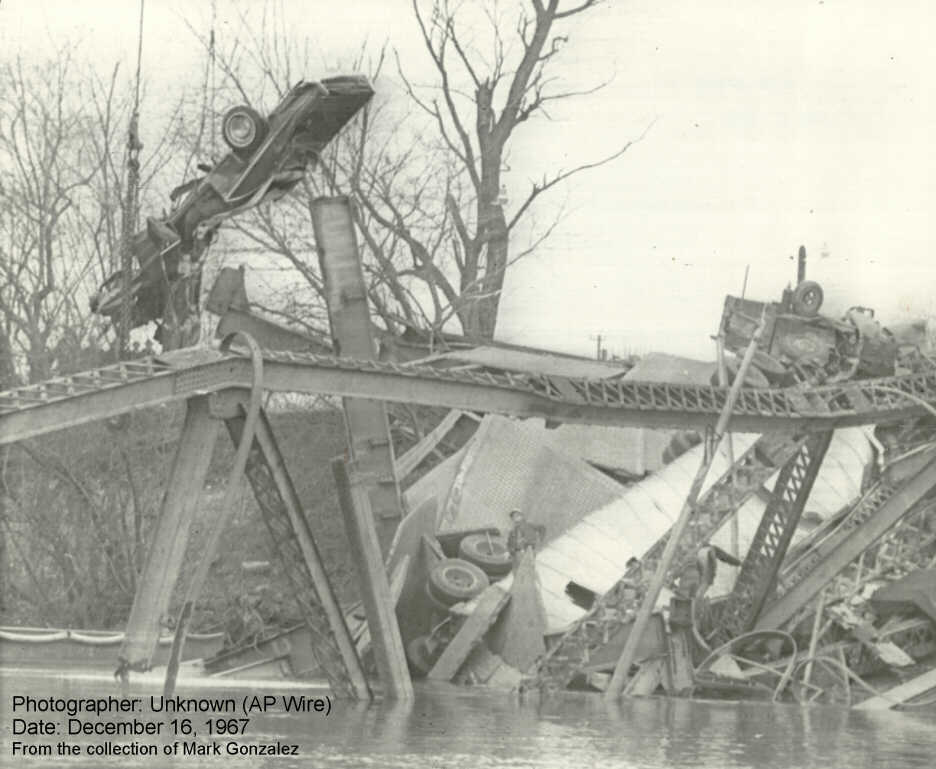 Photographer: Unknown (AP Wire)
Date: December 16, 1967
From the collection of Mark Gonzalez